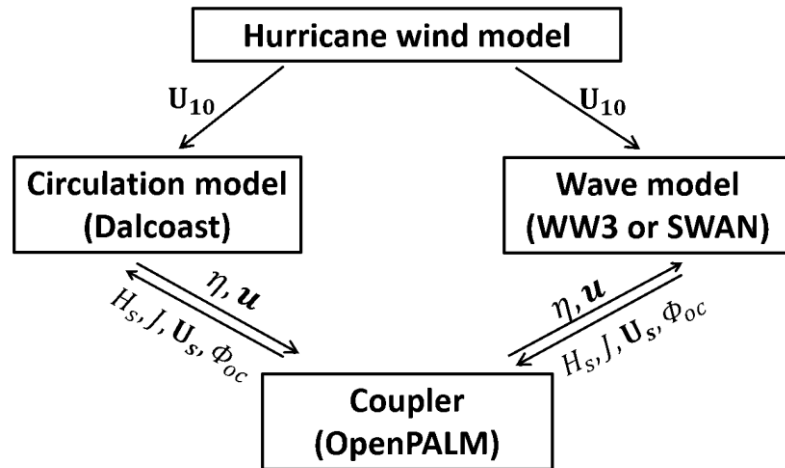 Hurricane wind model
U₁₀
U₁₀
Circulation model
(Dalcoast)
Wave model
(WW3 or SWAN)
η, u
Hₛ, J, Uₛ, Φₒc
η, u
Hₛ, J, Uₛ, Φₒc
Coupler
(OpenPALM)